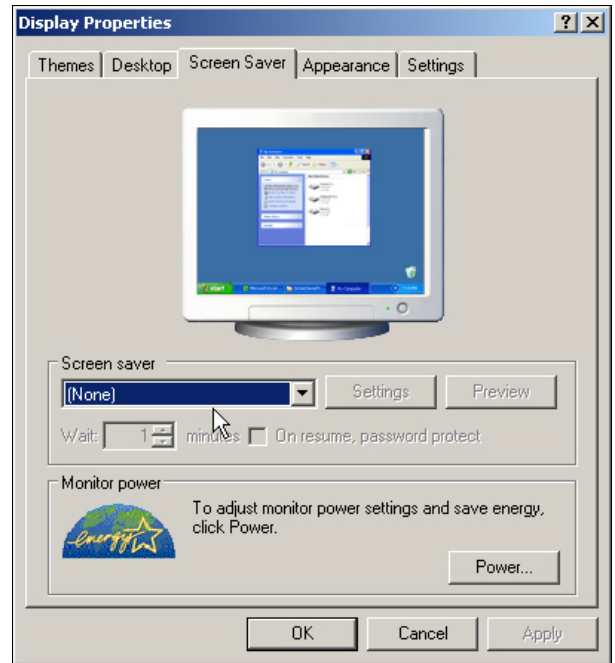 Display Properties
Themes Desktop Screen Saver Appearance Settings
start
Screen saver
(None) Settings Preview
Wait: 1 minutes On resume, password protect
Monitor power
To adjust monitor power settings and save energy,
click Power.
energy
Power...
OK Cancel Apply